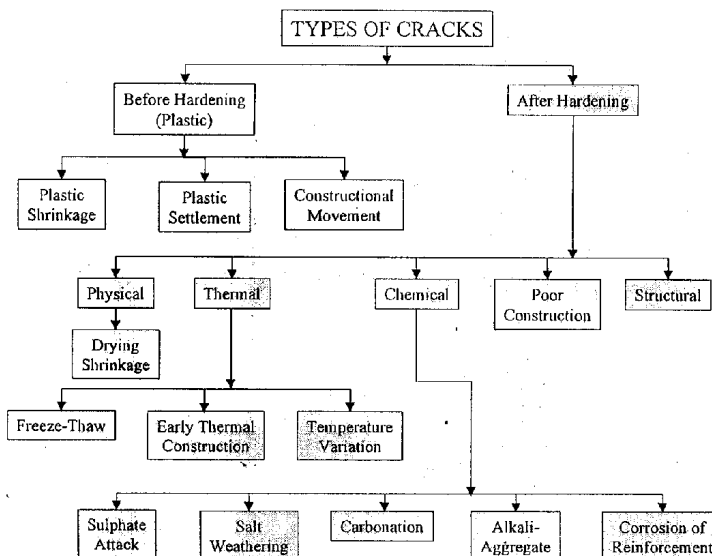 TYPES OF CRACKS
Before Hardening
(Plastic)
After Hardening
Plastic
Shrinkage
Plastic
Settlement
Constructional
Movement
Physical
Thermal
Chemical
Poor
Construction
Structural
Drying
Shrinkage
Freeze-Thaw
Early Thermal
Construction
Temperature
Variation
Sulphate
Attack
Salt
Weathering
Carbonation
Alkali-
Aggregate
Corrosion of
Reinforcement